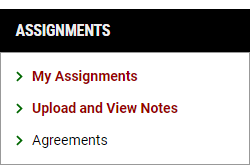 ASSIGNMENTS
My Assignments
Upload and View Notes
Agreements